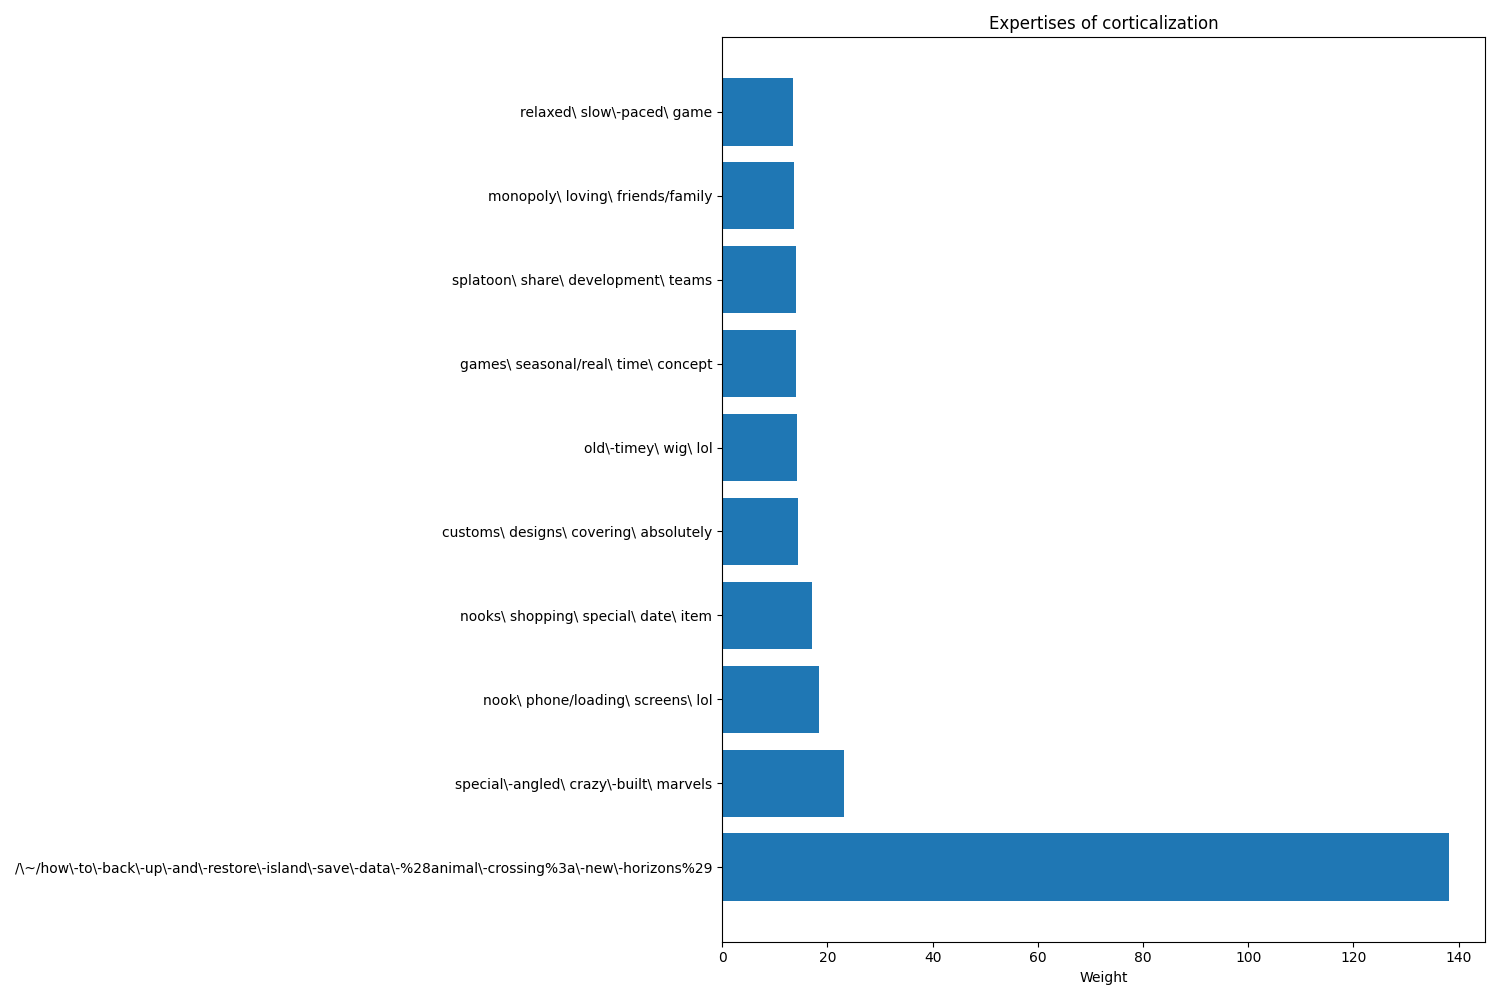 Expertises of corticalization
relaxed\ slow\-paced\ game
monopoly\ loving\ friends/family
splatoon\ share\ development\ teams
games\ seasonal/real\ time\ concept
old\-timey\ wig\ lol
customs\ designs\ covering\ absolutely
nooks\ shopping\ special\ date\ item
nook\ phone/loading\ screens\ lol
special\-angled\ crazy\-built\ marvels
/\~/how\-to\-back\-up\-and\-restore\-island\-save\-data\-%28animal\-crossing%3a\-new\-horizons%29
0 20 40 60 80 100 120 140
Weight